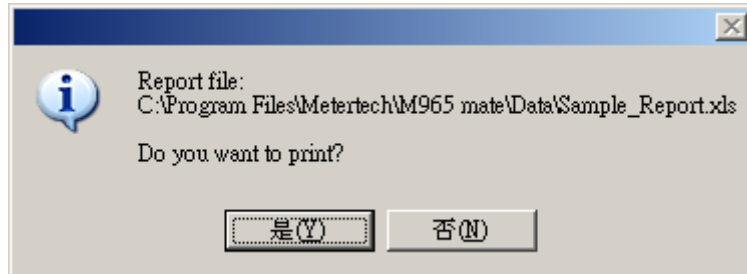 Report file:
C:\Program Files\Metertech\M965 mate\Data\Sample_Report.xls
Do you want to print?
是(Y) 否(N)